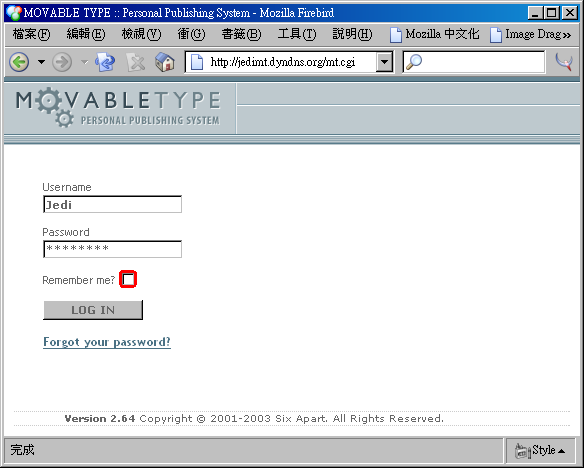 MOVABLE TYPE :: Personal Publishing System - Mozilla Firebird
檔案(F) 編輯(E) 檢視(V) 衝(G) 書籤(B) 工具(T) 說明(H) Mozilla 中文化 Image Drag»
http://jedimt.dyndns.org/mt.cgi
MOVABLETYPE
PERSONAL PUBLISHING SYSTEM
Username
Jedi
Password
********
Remember me?
LOG IN
Forgot your password?
Version 2.64 Copyright © 2001-2003 Six Apart. All Rights Reserved.
完成 Style